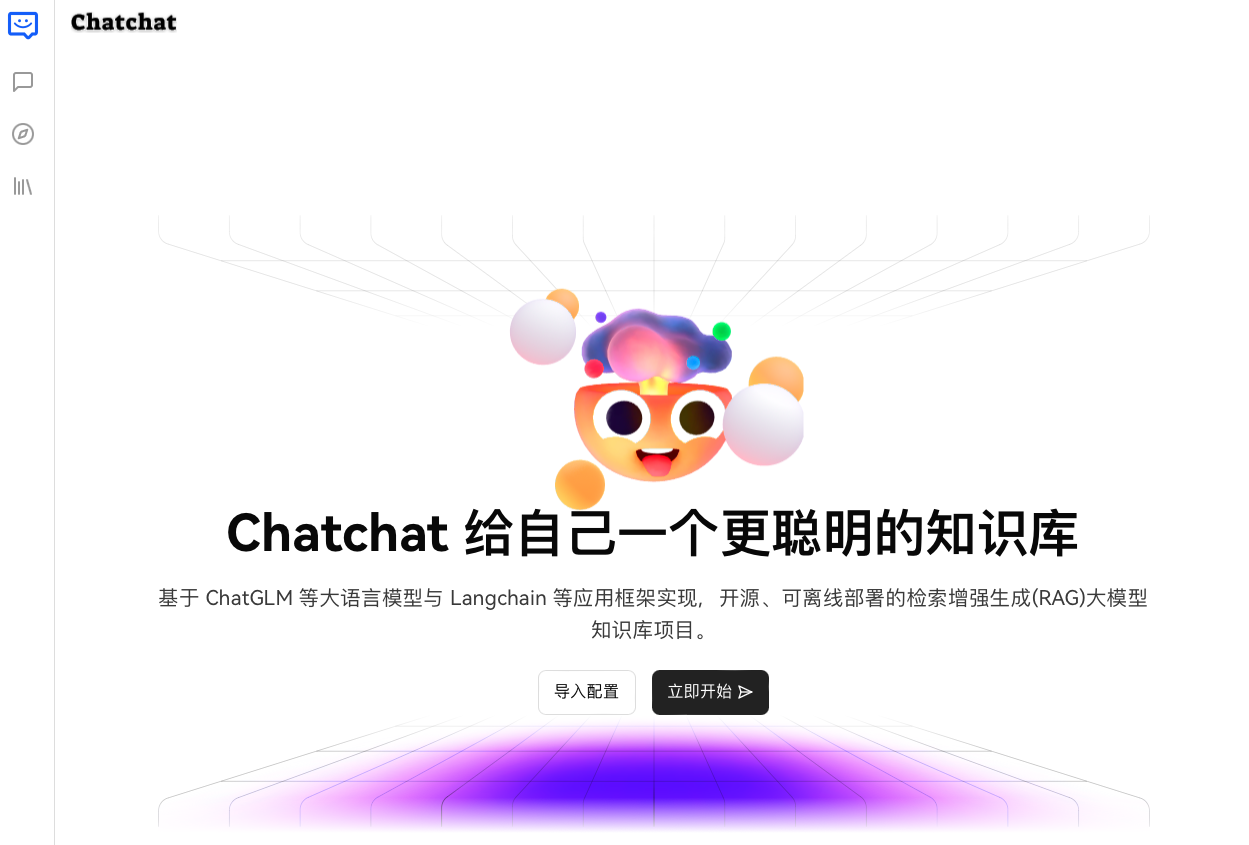 Chatchat
Chatchat 给自己一个更聪明的知识库
基于 ChatGLM 等大语言模型与 Langchain 等应用框架实现，开源、可离线部署的检索增强生成(RAG)大模型
知识库项目。
导入配置
立即开始